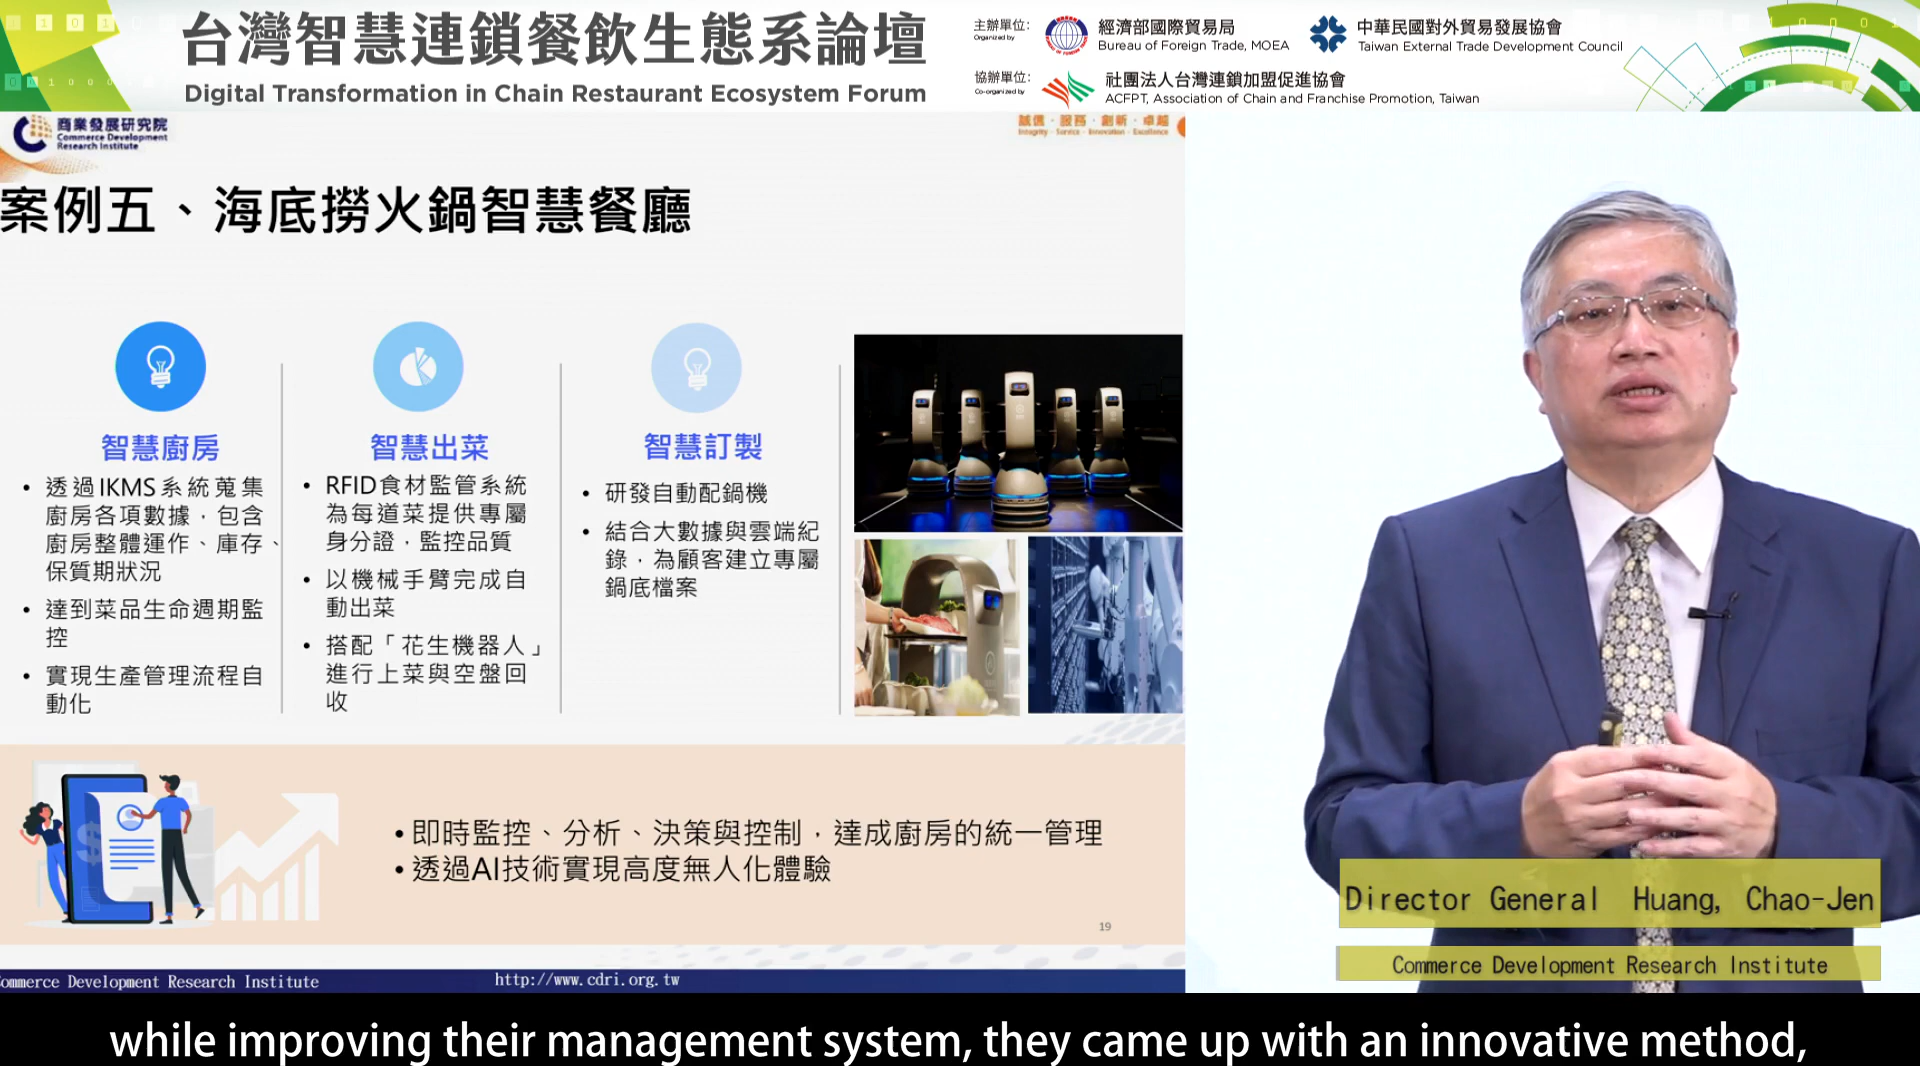 台灣智慧連鎖餐飲生態系論壇
Digital Transformation in Chain Restaurant Ecosystem Forum
主辦單位:
Organized by
經濟部國際貿易局
Bureau of Foreign Trade, MOEA
中華民國對外貿易發展協會
Taiwan External Trade Development Council
協辦單位:
Co-organized by
社團法人台灣連鎖加盟促進協會
ACFPT, Association of Chain and Franchise Promotion, Taiwan
商業發展研究院
Commerce Development
Research Institute
誠信・服務・創新・卓越
Integrity · Service · Innovation · Excellence
案例五、海底撈火鍋智慧餐廳
智慧廚房
• 透過IKMS系統蒐集
廚房各項數據，包含
廚房整體運作、庫存、
保質期狀況
• 達到菜品生命週期監
控
• 實現生產管理流程自
動化
智慧出菜
• RFID食材監管系統
為每道菜提供專屬
身分證，監控品質
• 以機械手臂完成自
動出菜
• 搭配「花生機器人」
進行上菜與空盤回
收
智慧訂製
• 研發自動配鍋機
• 結合大數據與雲端紀
錄，為顧客建立專屬
鍋底檔案
• 即時監控、分析、決策與控制，達成廚房的統一管理
• 透過AI技術實現高度無人化體驗
19
ommerce Development Research Institute
http://www.cdri.org.tw
Director General Huang, Chao-Jen
Commerce Development Research Institute
while improving their management system, they came up with an innovative method,